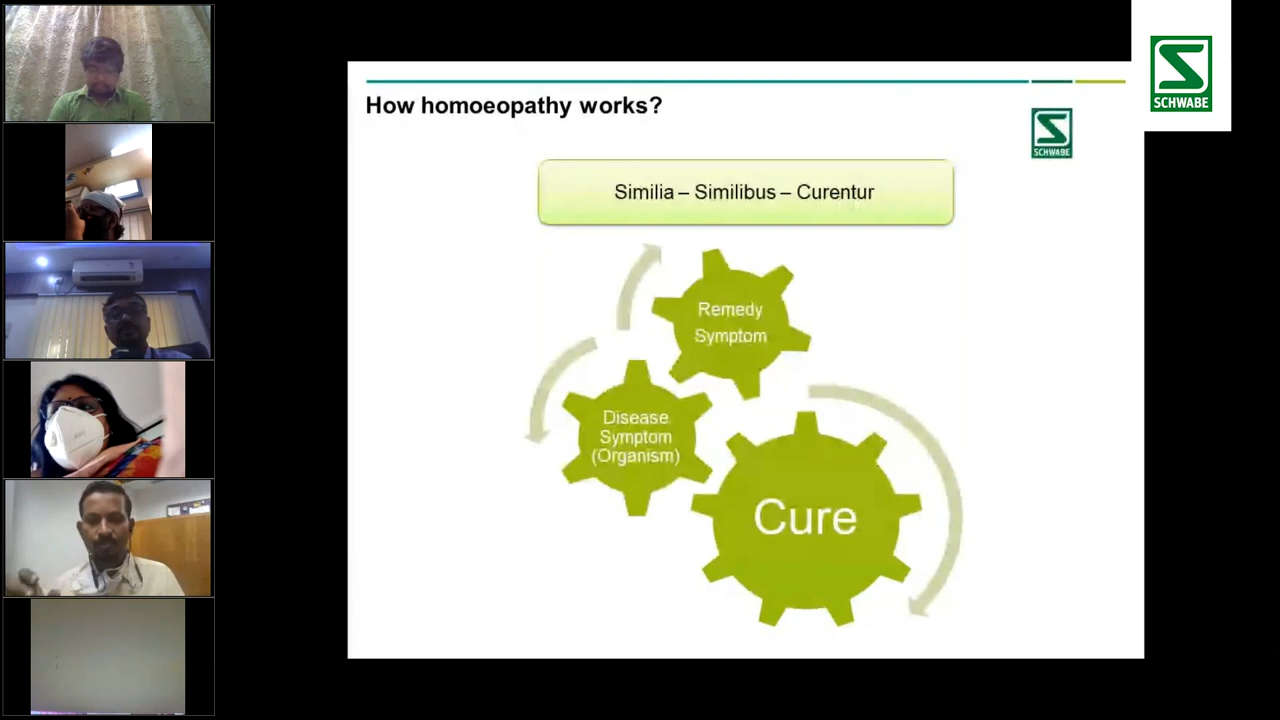 SCHWABE
How homoeopathy works?
SCHWABE
Similia – Similibus – Curentur
Remedy
Symptom
Disease
Symptom
(Organism)
Cure